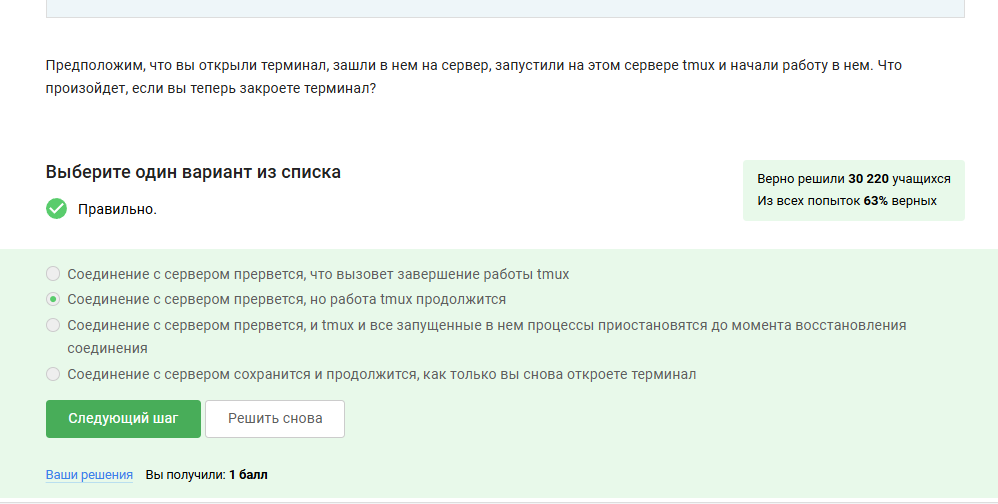 Предположим, что вы открыли терминал, зашли в нем на сервер, запустили на этом сервере tmux и начали работу в нем. Что
произойдет, если вы теперь закроете терминал?
Выберите один вариант из списка
Верно решили 30 220 учащихся
Из всех попыток 63% верных
Правильно.
Соединение с сервером прервется, что вызовет завершение работы tmux
Соединение с сервером прервется, но работа tmux продолжится
Соединение с сервером прервется, и tmux и все запущенные в нем процессы приостановятся до момента восстановления
соединения
Соединение с сервером сохранится и продолжится, как только вы снова откроете терминал
Следующий шаг
Решить снова
Ваши решения Вы получили: 1 балл